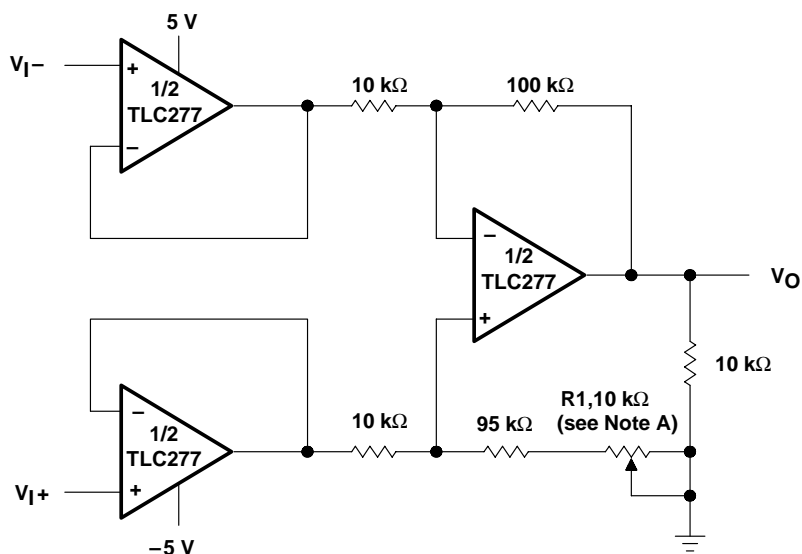 5 V
VI−
+
1/2
TLC277
−
10 kΩ
100 kΩ
−
1/2
TLC277
+
VO
10 kΩ
−
1/2
TLC277
+
VI+
−5 V
10 kΩ
95 kΩ
R1,10 kΩ
(see Note A)